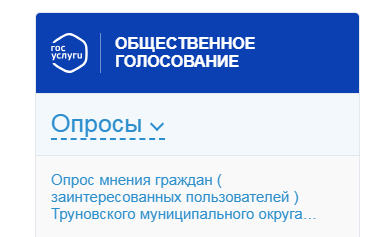 гос
услуги
ОБЩЕСТВЕННОЕ
ГОЛОСОВАНИЕ
Опросы
Опрос мнения граждан (
заинтересованных пользователей )
Труновского муниципального округа…